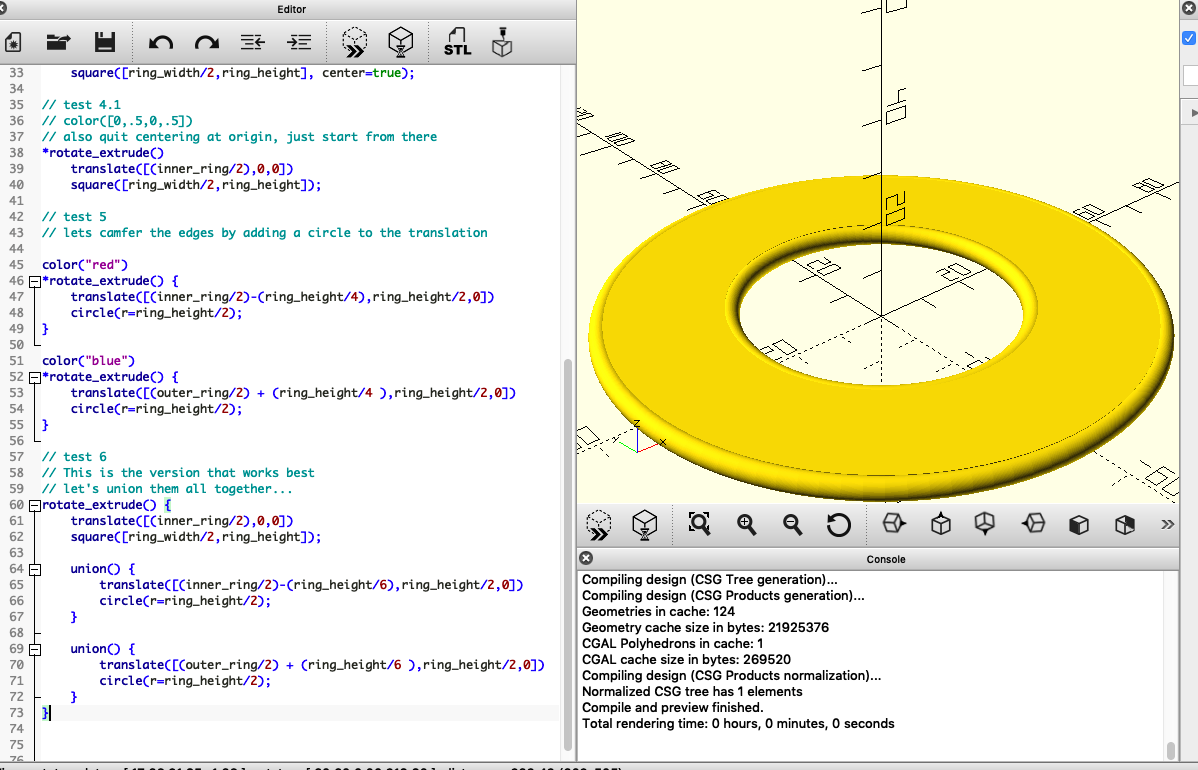 Editor
STL
33 square([ring_width/2,ring_height], center=true);
34
35 // test 4.1
36 // color([0,.5,0,.5])
37 // also quit centering at origin, just start from there
38 *rotate_extrude()
39 translate([(inner_ring/2),0,0])
40 square([ring_width/2,ring_height]);
41
42 // test 5
43 // lets camfer the edges by adding a circle to the translation
44
45 color("red")
46 *rotate_extrude() {
47 translate([(inner_ring/2)-(ring_height/4),ring_height/2,0])
48 circle(r=ring_height/2);
49 }
50
51 color("blue")
52 *rotate_extrude() {
53 translate([(outer_ring/2) + (ring_height/4 ),ring_height/2,0])
54 circle(r=ring_height/2);
55 }
56
57 // test 6
58 // This is the version that works best
59 // let's union them all together...
60 rotate_extrude() {
61 translate([(inner_ring/2),0,0])
62 square([ring_width/2,ring_height]);
63
64 union() {
65 translate([(inner_ring/2)-(ring_height/6),ring_height/2,0])
66 circle(r=ring_height/2);
67 }
68
69 union() {
70 translate([(outer_ring/2) + (ring_height/6 ),ring_height/2,0])
71 circle(r=ring_height/2);
72 }
73 }
74
75
76
z
x
Console
Compiling design (CSG Tree generation)...
Compiling design (CSG Products generation)...
Geometries in cache: 124
Geometry cache size in bytes: 21925376
CGAL Polyhedrons in cache: 1
CGAL cache size in bytes: 269520
Compiling design (CSG Products normalization)...
Normalized CSG tree has 1 elements
Compile and preview finished.
Total rendering time: 0 hours, 0 minutes, 0 seconds